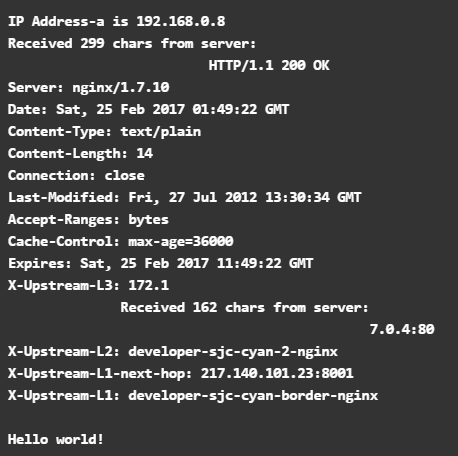 IP Address-a is 192.168.0.8
Received 299 chars from server:
HTTP/1.1 200 OK
Server: nginx/1.7.10
Date: Sat, 25 Feb 2017 01:49:22 GMT
Content-Type: text/plain
Content-Length: 14
Connection: close
Last-Modified: Fri, 27 Jul 2012 13:30:34 GMT
Accept-Ranges: bytes
Cache-Control: max-age=36000
Expires: Sat, 25 Feb 2017 11:49:22 GMT
X-Upstream-L3: 172.1
Received 162 chars from server:
7.0.4:80
X-Upstream-L2: developer-sjc-cyan-2-nginx
X-Upstream-L1-next-hop: 217.140.101.23:8001
X-Upstream-L1: developer-sjc-cyan-border-nginx
Hello world!